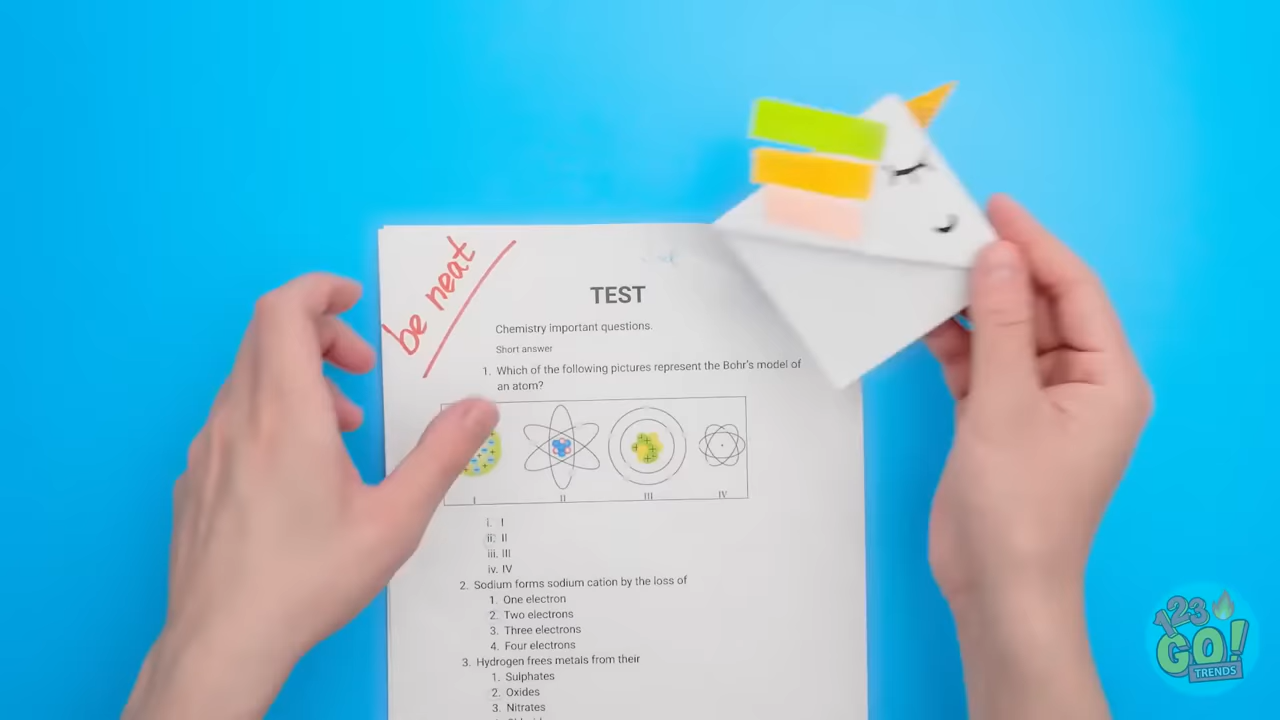 be neat
TEST
Chemistry important questions.
Short answer
1. Which of the following pictures represent the Bohr's model of
an atom?
I II III IV
i. I
ii. II
iii. III
iv. IV
2. Sodium forms sodium cation by the loss of
1. One electron
2. Two electrons
3. Three electrons
4. Four electrons
3. Hydrogen frees metals from their
1. Sulphates
2. Oxides
3. Nitrates
123
GO!
TRENDS